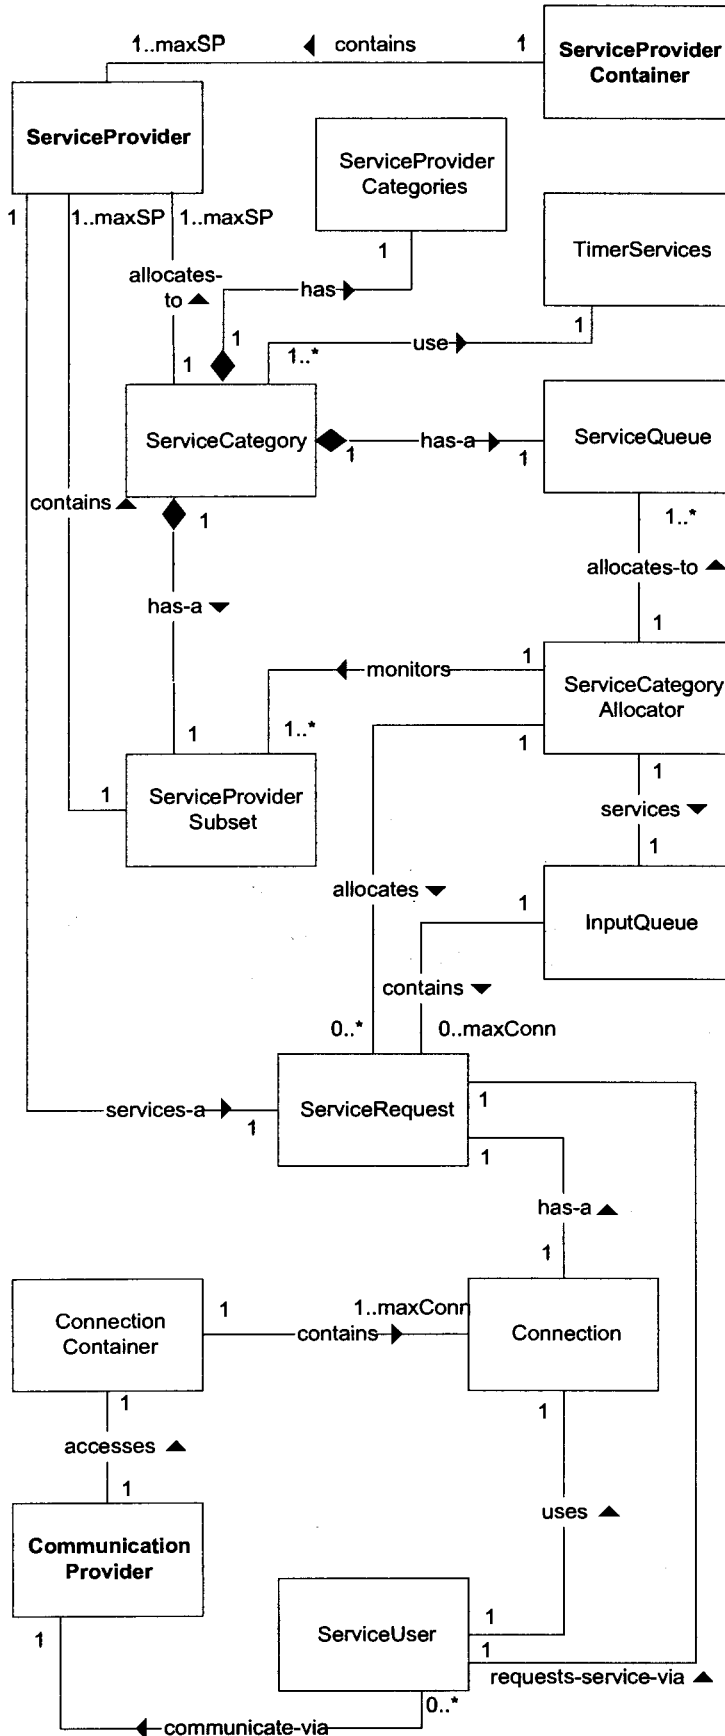 1..maxSP
contains
1
ServiceProvider
Container
ServiceProvider
ServiceProvider
Categories
1
1..maxSP
1..maxSP
1
TimerServices
allocates-
to
has
1
1
1
1..*
use
ServiceCategory
1
has-a
1
ServiceQueue
contains
1
1..*
allocates-to
has-a
1
monitors
1
ServiceCategory
Allocator
1
1..*
1
1
1
ServiceProvider
Subset
services
1
allocates
1
InputQueue
contains
0..*
0..maxConn
services-a
1
ServiceRequest
1
1
has-a
1
Connection
Container
1
1..maxConn
contains
Connection
1
1
accesses
1
uses
Communication
Provider
ServiceUser
1
1
1
requests-service-via
0..*
communicate-via